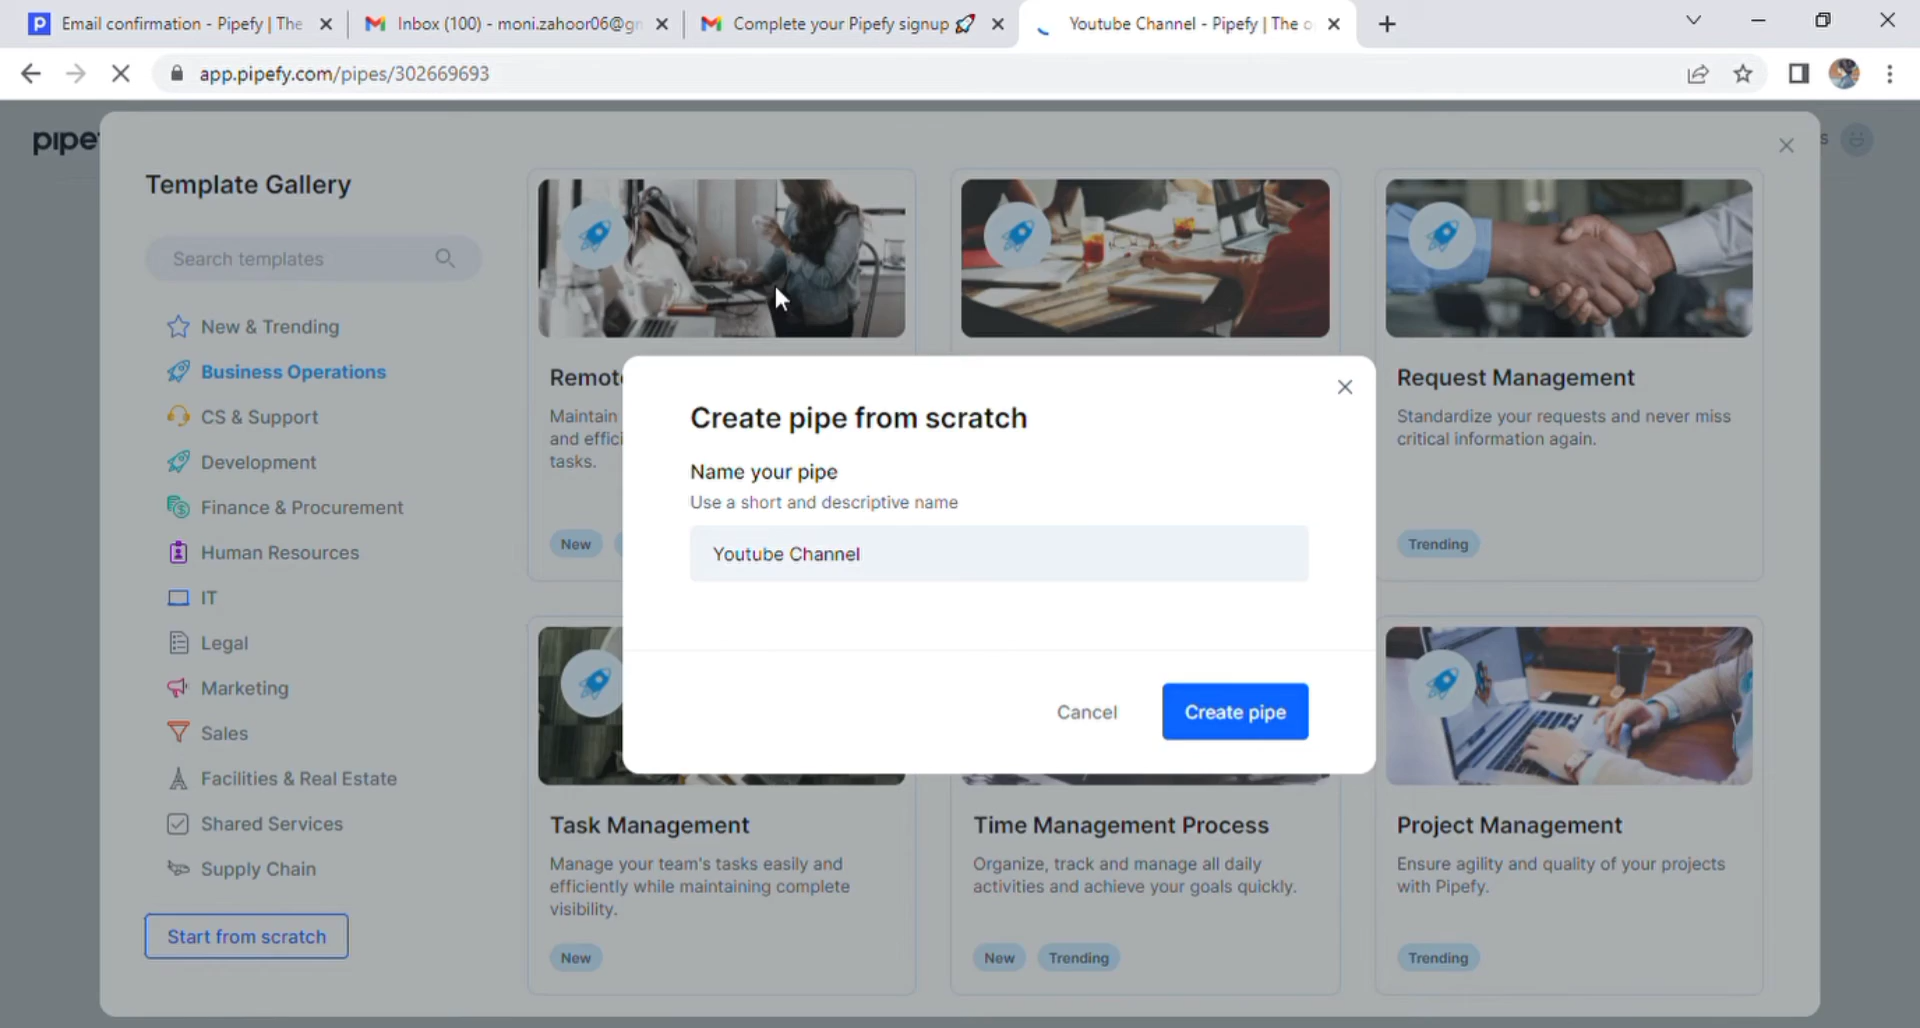 Email confirmation - Pipefy | The
Inbox (100) - moni.zahoor06@gm
Complete your Pipefy signup 🚀
Youtube Channel - Pipefy | The o
app.pipefy.com/pipes/302669693
pipe
s
Template Gallery
Search templates
New & Trending
Business Operations
CS & Support
Development
Finance & Procurement
Human Resources
IT
Legal
Marketing
Sales
Facilities & Real Estate
Shared Services
Supply Chain
Start from scratch
Remote
Maintain
and effici
tasks.
New
Request Management
Standardize your requests and never miss
critical information again.
Trending
Create pipe from scratch
Name your pipe
Use a short and descriptive name
Youtube Channel
Cancel
Create pipe
Task Management
Manage your team's tasks easily and
efficiently while maintaining complete
visibility.
New
Time Management Process
Organize, track and manage all daily
activities and achieve your goals quickly.
New
Trending
Project Management
Ensure agility and quality of your projects
with Pipefy.
Trending